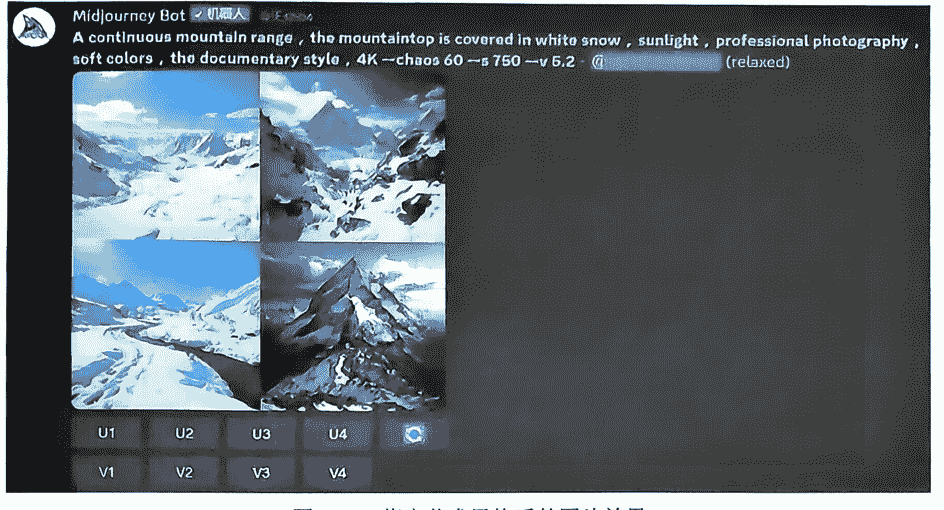 Midjourney Bot ✓机器人
A continuous mountain range , the mountaintop is covered in white snow , sunlight , professional photography ,
soft colors , the documentary style , 4K --chaos 60 --s 750 --v 5.2 - @ (relaxed)
U1 U2 U3 U4
V1 V2 V3 V4